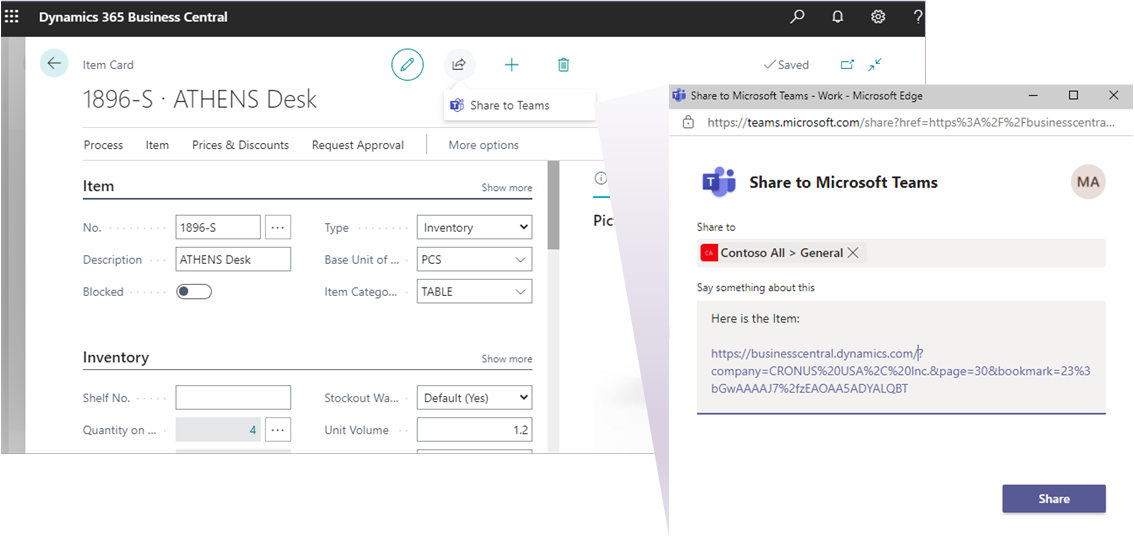 Dynamics 365 Business Central
?
Item Card
Saved
1896-S · ATHENS Desk
Share to Teams
Process Item Prices & Discounts Request Approval More options
Item Show more
No. 1896-S ... Type Inventory
Description ATHENS Desk Base Unit of ... PCS
Blocked Item Catego... TABLE
Inventory Show more
Shelf No. Stockout Wa... Default (Yes)
Quantity on ... 4 ... Unit Volume 1.2
Pic
Share to Microsoft Teams - Work - Microsoft Edge
https://teams.microsoft.com/share?href=https%3A%2F%2Fbusinesscentra...
T Share to Microsoft Teams MA
Share to
CA Contoso All > General
Say something about this
Here is the Item:
https://businesscentral.dynamics.com/?
company=CRONUS%20USA%2C%20Inc.&page=30&bookmark=23%3
bGwAAAAJ7%2fzEAOAA5ADYALQBT
Share